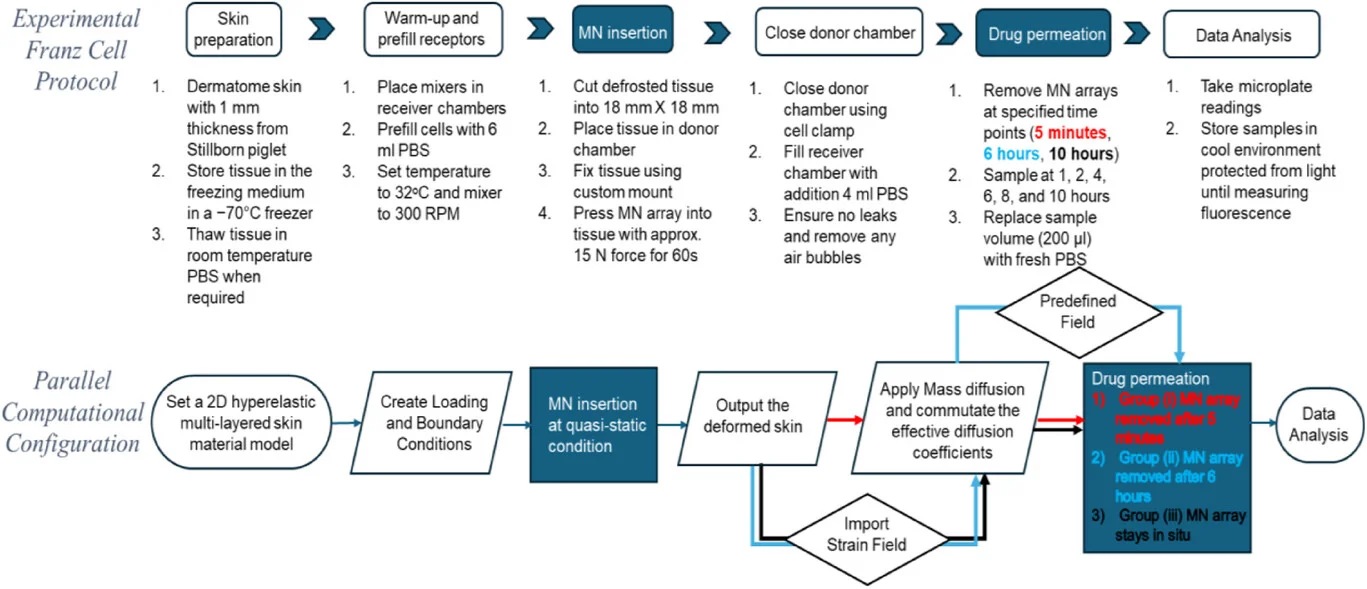 Experimental
Franz Cell
Protocol
Skin
preparation
Warm-up and
prefill receptors
MN insertion
Close donor chamber
Drug permeation
Data Analysis
1. Dermatome skin
with 1 mm
thickness from
Stillborn piglet
2. Store tissue in the
freezing medium
in a −70°C freezer
3. Thaw tissue in
room temperature
PBS when
required
1. Place mixers in
receiver chambers
2. Prefill cells with 6
ml PBS
3. Set temperature
to 32ºC and mixer
to 300 RPM
1. Cut defrosted tissue
into 18 mm X 18 mm
2. Place tissue in donor
chamber
3. Fix tissue using
custom mount
4. Press MN array into
tissue with approx.
15 N force for 60s
1. Close donor
chamber using
cell clamp
2. Fill receiver
chamber with
addition 4 ml PBS
3. Ensure no leaks
and remove any
air bubbles
1. Remove MN arrays
at specified time
points (5 minutes,
6 hours, 10 hours)
2. Sample at 1, 2, 4,
6, 8, and 10 hours
3. Replace sample
volume (200 µl)
with fresh PBS
1. Take microplate
readings
2. Store samples in
cool environment
protected from light
until measuring
fluorescence
Predefined
Field
Parallel
Computational
Configuration
Set a 2D hyperelastic
multi-layered skin
material model
Create Loading
and Boundary
Conditions
MN insertion
at quasi-static
condition
Output the
deformed skin
Apply Mass diffusion
and commutate the
effective diffusion
coefficients
Drug permeation
1) Group (i) MN array
removed after 5
minutes
2) Group (ii) MN array
removed after 6
hours
3) Group (iii) MN array
stays in situ
Data
Analysis
Import
Strain Field